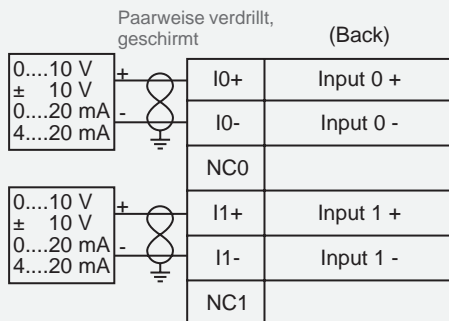 Paarweise verdrillt,
geschirmt
(Back)
0....10 V
± 10 V
0....20 mA
4....20 mA
+
-
I0+ Input 0 +
I0- Input 0 -
NC0
0....10 V
± 10 V
0....20 mA
4....20 mA
+
-
I1+ Input 1 +
I1- Input 1 -
NC1